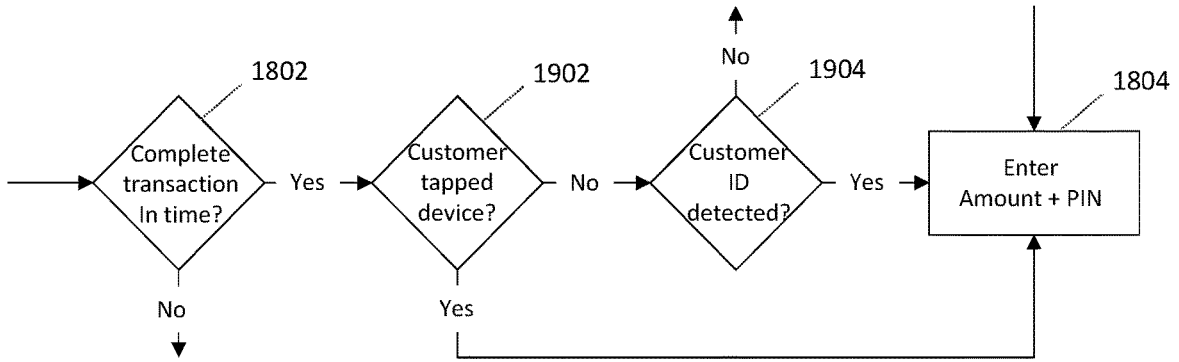 1802
Complete
transaction
In time?
Yes
No
1902
Customer
tapped
device?
No
Yes
No
1904
Customer
ID
detected?
Yes
1804
Enter
Amount + PIN